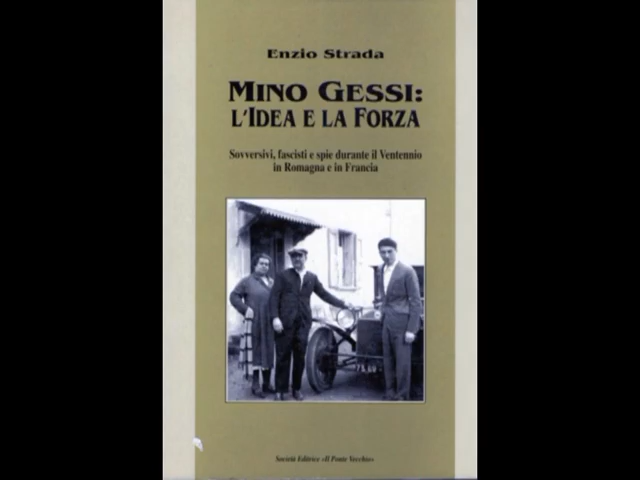 Enzio Strada
MINO GESSI:
L'IDEA E LA FORZA
Sovversivi, fascisti e spie durante il Ventennio
in Romagna e in Francia
Società Editrice «Il Ponte Vecchio»